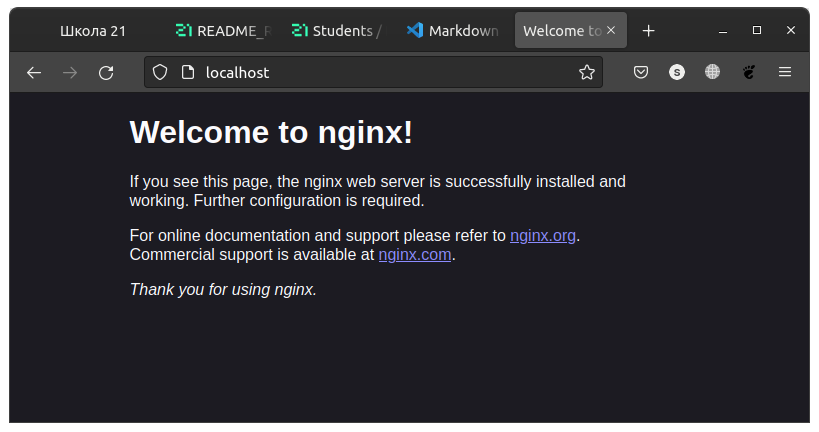 Школа 21
README_R
Students /
Markdown
Welcome to
localhost
S
Welcome to nginx!
If you see this page, the nginx web server is successfully installed and
working. Further configuration is required.
For online documentation and support please refer to nginx.org.
Commercial support is available at nginx.com.
Thank you for using nginx.